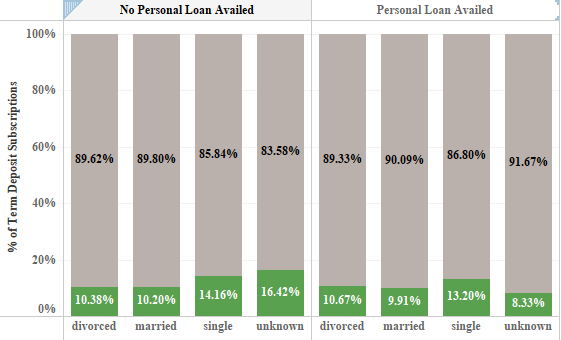 No Personal Loan Availed Personal Loan Availed
% of Term Deposit Subscriptions
100%
80%
60%
40%
20%
0%
89.62% 89.80% 85.84% 83.58% 89.33% 90.09% 86.80% 91.67%
10.38% 10.20% 14.16% 16.42% 10.67% 9.91% 13.20% 8.33%
divorced married single unknown divorced married single unknown